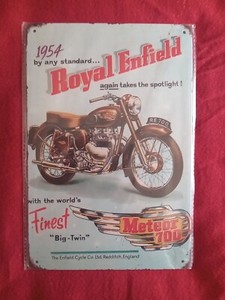 1954
by any standard...
Royal Enfield
again takes the spotlight!
with the world's
Finest
"Big-Twin"
Meteor
700
The Enfield Cycle Co. Ltd. Redditch, England